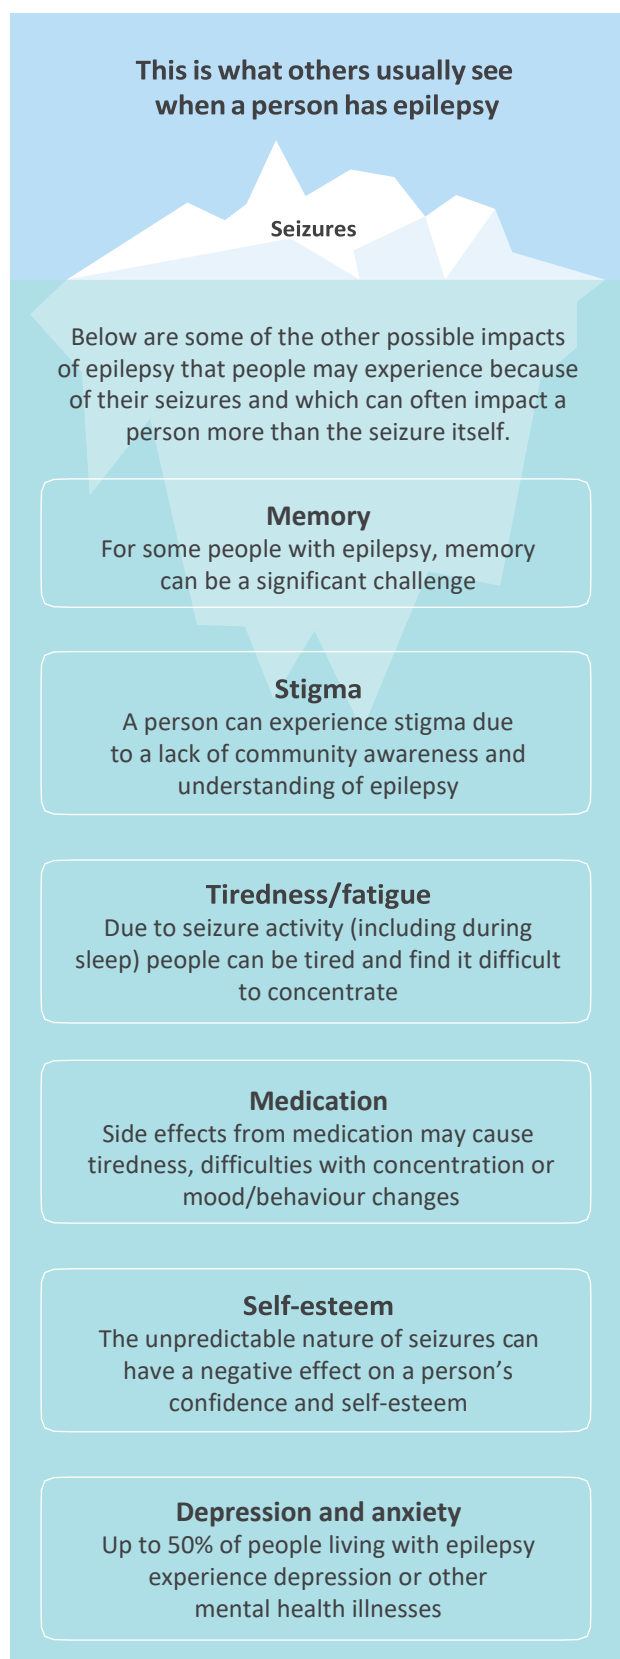 This is what others usually see
when a person has epilepsy
Seizures
Below are some of the other possible impacts
of epilepsy that people may experience because
of their seizures and which can often impact a
person more than the seizure itself.
Memory
For some people with epilepsy, memory
can be a significant challenge
Stigma
A person can experience stigma due
to a lack of community awareness and
understanding of epilepsy
Tiredness/fatigue
Due to seizure activity (including during
sleep) people can be tired and find it difficult
to concentrate
Medication
Side effects from medication may cause
tiredness, difficulties with concentration or
mood/behaviour changes
Self-esteem
The unpredictable nature of seizures can
have a negative effect on a person’s
confidence and self-esteem
Depression and anxiety
Up to 50% of people living with epilepsy
experience depression or other
mental health illnesses